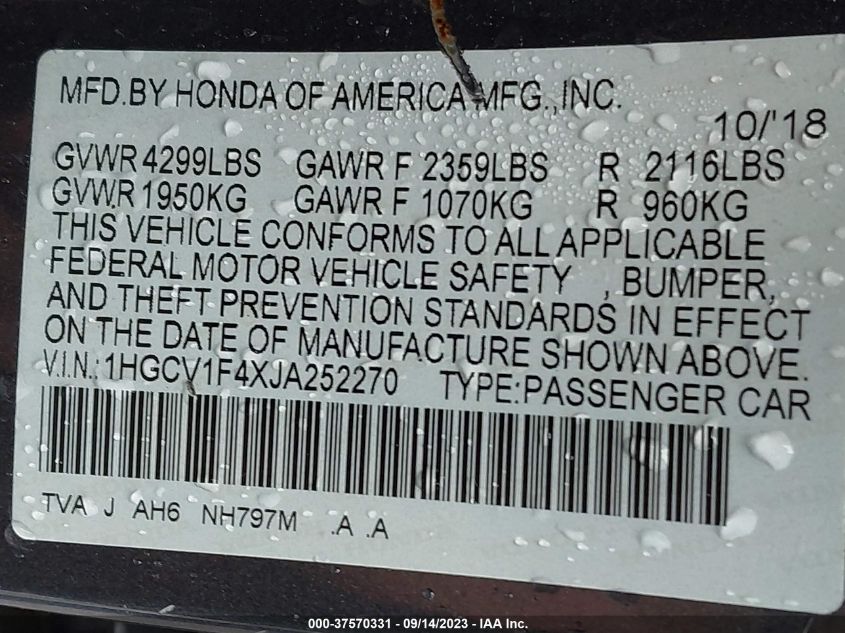 MFD.BY HONDA OF AMERICA MFG.,INC.
10/'18
GVWR 4299LBS GAWR F 2359LBS R 2116LBS
GVWR 1950KG GAWR F 1070KG R 960KG
THIS VEHICLE CONFORMS TO ALL APPLICABLE
FEDERAL MOTOR VEHICLE SAFETY , BUMPER,
AND THEFT PREVENTION STANDARDS IN EFFECT
ON THE DATE OF MANUFACTURE SHOWN ABOVE.
V.I.N.: 1HGCV1F4XJA252270 TYPE:PASSENGER CAR
TVA J AH6 NH797M .A .A
000-37570331 - 09/14/2023 - IAA Inc.